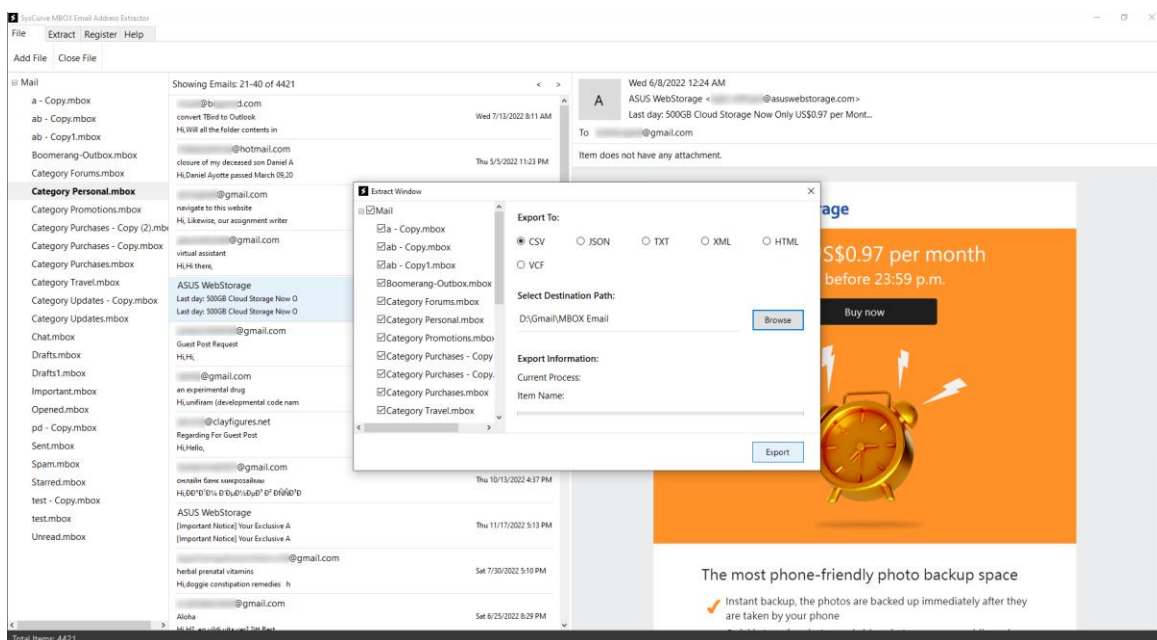 SysCurve MBOX Email Address Extractor
File Extract Register Help
Add File Close File
Mail
a - Copy.mbox
ab - Copy.mbox
ab - Copy1.mbox
Boomerang-Outbox.mbox
Category Forums.mbox
Category Personal.mbox
Category Promotions.mbox
Category Purchases - Copy (2).mb
Category Purchases - Copy.mbox
Category Purchases.mbox
Category Travel.mbox
Category Updates - Copy.mbox
Category Updates.mbox
Chat.mbox
Drafts.mbox
Drafts1.mbox
Important.mbox
Opened.mbox
pd - Copy.mbox
Sent.mbox
Spam.mbox
Starred.mbox
test - Copy.mbox
test.mbox
Unread.mbox
Total Items: 4421
Showing Emails: 21-40 of 4421 < >
d.com
convert TBird to Outlook Wed 7/13/2022 8:11 AM
Hi,Will all the folder contents in
@hotmail.com
closure of my deceased son Daniel A Thu 5/5/2022 11:23 PM
Hi,Daniel Ayotte passed March 09,20
@gmail.com
navigate to this website
Hi, Likewise, our assignment writer
@gmail.com
virtual assistant
Hi,Hi there,
ASUS WebStorage
Last day: 500GB Cloud Storage Now O
Last day: 500GB Cloud Storage Now O
@gmail.com
Guest Post Request
Hi,Hi,
@gmail.com
an experimental drug
Hi,unifiram (developmental code nam
@clayfigures.net
Regarding For Guest Post
Hi,Hello,
@gmail.com
онлайн банк микрозаймы Thu 10/13/2022 4:37 PM
ASUS WebStorage
[Important Notice] Your Exclusive A Thu 11/17/2022 5:13 PM
[Important Notice] Your Exclusive A
@gmail.com
herbal prenatal vitamins Sat 7/30/2022 5:10 PM
Hi,doggie constipation remedies h
@gmail.com
Aloha Sat 6/25/2022 8:29 PM
A
Wed 6/8/2022 12:24 AM
ASUS WebStorage < @asuswebstorage.com>
Last day: 500GB Cloud Storage Now Only US$0.97 per Mont...
To @gmail.com
Item does not have any attachment.
Extract Window
Mail
a - Copy.mbox
ab - Copy.mbox
ab - Copy1.mbox
Boomerang-Outbox.mbox
Category Forums.mbox
Category Personal.mbox
Category Promotions.mbox
Category Purchases - Copy
Category Purchases - Copy.
Category Purchases.mbox
Category Travel.mbox
Export To:
CSV JSON TXT XML HTML
VCF
Select Destination Path:
D:\Gmail\MBOX Email Browse
Export Information:
Current Process:
Item Name:
Export
rage
S$0.97 per month
before 23:59 p.m.
Buy now
The most phone-friendly photo backup space
Instant backup, the photos are backed up immediately after they
are taken by your phone